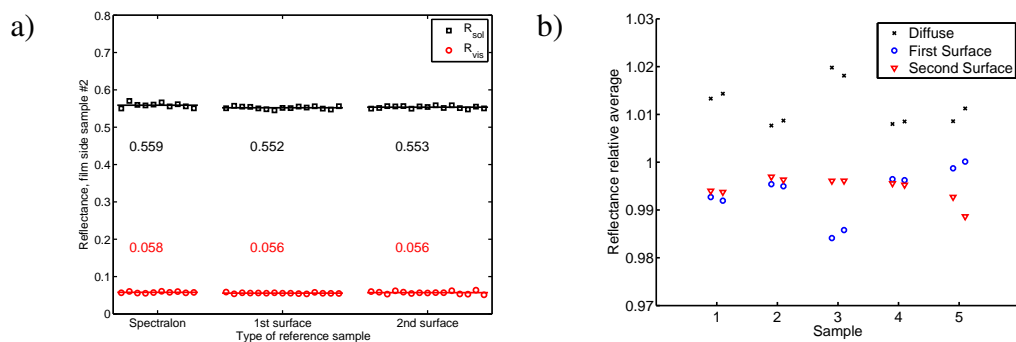 a)
0.8
0.7
0.6
0.5
0.4
0.3
0.2
0.1
0
Reflectance, film side sample #2
R_sol
R_vis
0.559
0.552
0.553
0.058
0.056
0.056
Spectralon
1st surface
2nd surface
Type of reference sample
b)
1.03
1.02
1.01
1
0.99
0.98
0.97
Reflectance relative average
Diffuse
First Surface
Second Surface
1
2
3
4
5
Sample